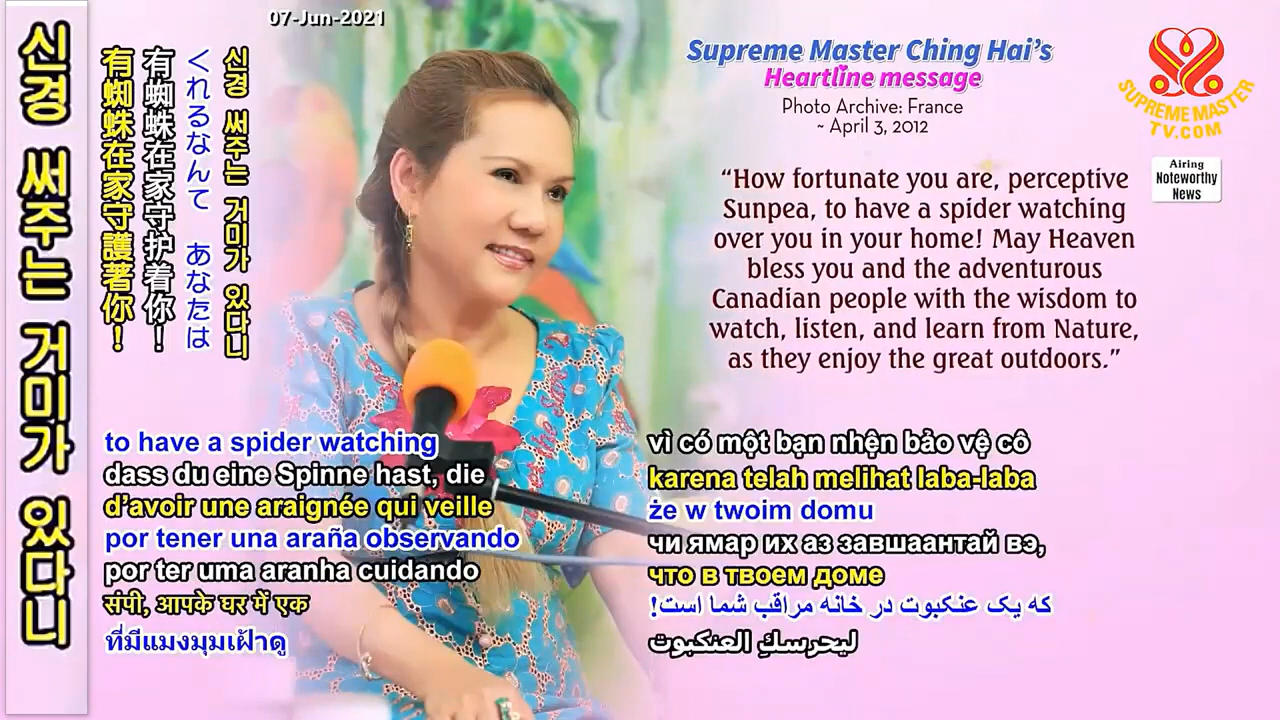 07-Jun-2021
신경 써주는 거미가 있다니
신경 써주는 거미가 있다니
くれるなんて あなたは
有蜘蛛在家守护着你！
有蜘蛛在家守護著你！
Supreme Master Ching Hai’s
Heartline message
Photo Archive: France
~ April 3, 2012
SUPREME MASTER
TV.COM
Airing
Noteworthy
News
“How fortunate you are, perceptive
Sunpea, to have a spider watching
over you in your home! May Heaven
bless you and the adventurous
Canadian people with the wisdom to
watch, listen, and learn from Nature,
as they enjoy the great outdoors.”
to have a spider watching
dass du eine Spinne hast, die
d’avoir une araignée qui veille
por tener una araña observando
por ter uma aranha cuidando
संपी, आपके घर में एक
ที่มีแมงมุมเฝ้าดู
vì có một bạn nhện bảo vệ cô
karena telah melihat laba-laba
że w twoim domu
чи ямар их аз завшаантай вэ,
что в твоем доме
که یک عنکبوت در خانه مراقب شما است!
ليحرسكِ العنكبوت